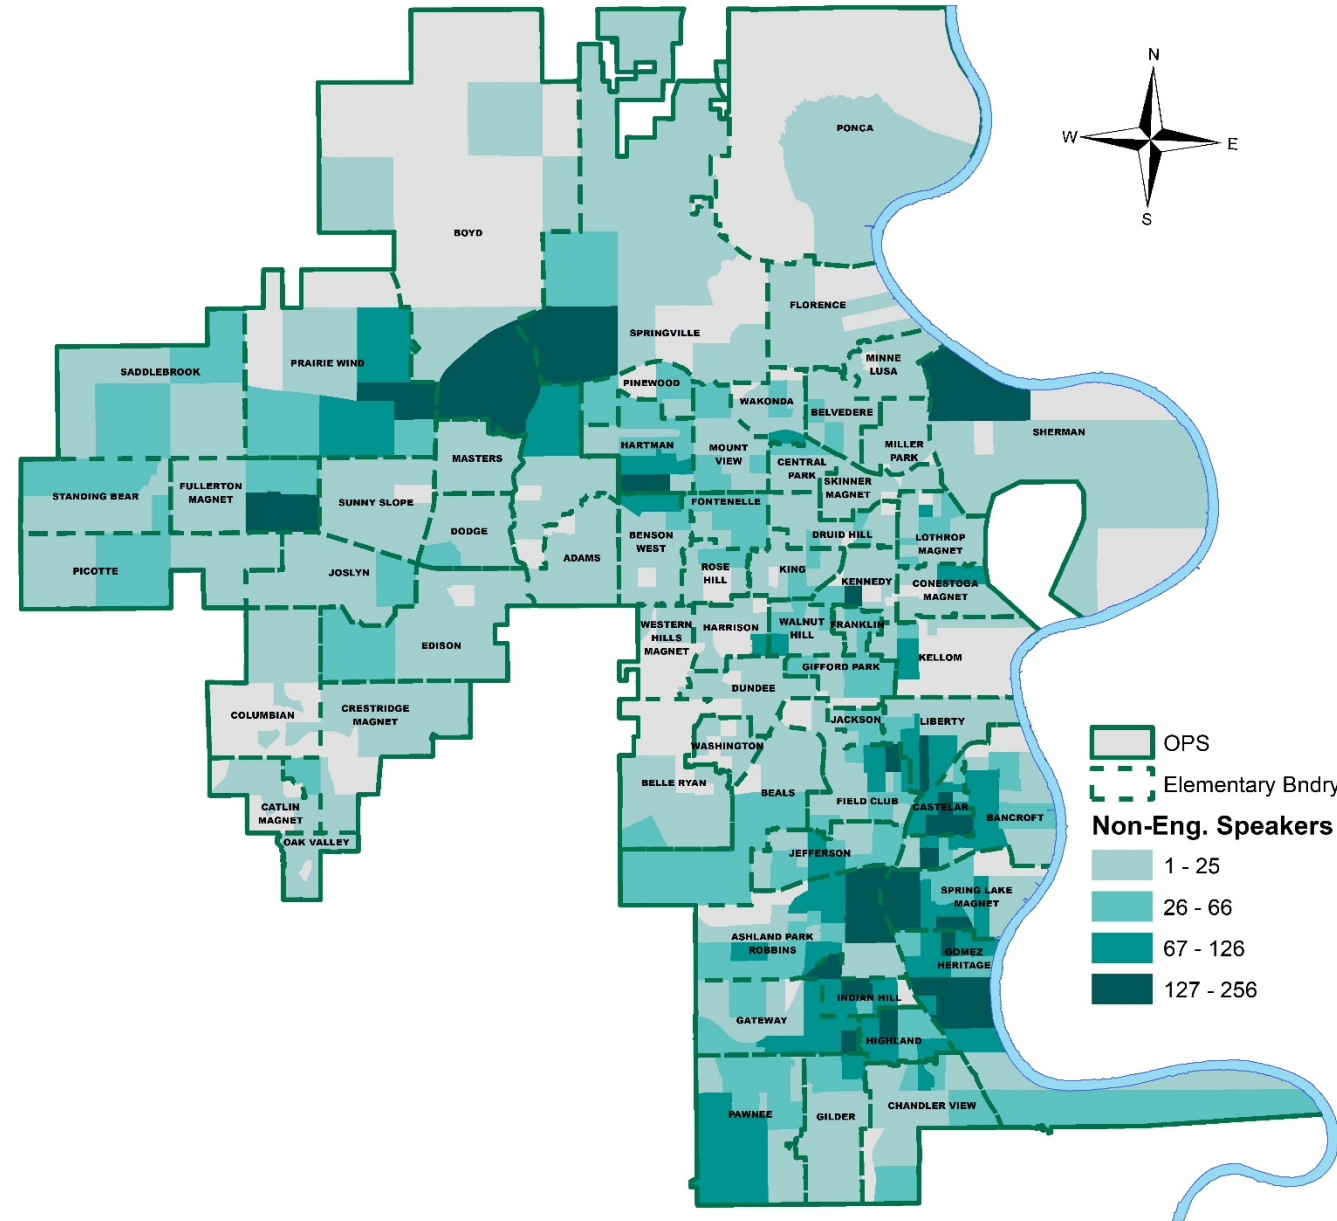 N
W
E
S
PONCA
BOYD
FLORENCE
SPRINGVILLE
MINNE
LUSA
PRAIRIE WIND
SADDLEBROOK
PINEWOOD
WAKONDA
BELVEDERE
SHERMAN
HARTMAN
MOUNT
VIEW
MILLER
PARK
MASTERS
CENTRAL
PARK
SKINNER
MAGNET
STANDING BEAR
FULLERTON
MAGNET
SUNNY SLOPE
FONTENELLE
DODGE
BENSON
WEST
DRUID HILL
LOTHROP
MAGNET
ADAMS
PICOTTE
JOSLYN
ROSE
HILL
KING
KENNEDY
CONESTOGA
MAGNET
WESTERN
HILLS
MAGNET
HARRISON
WALNUT
HILL
FRANKLIN
EDISON
KELLOM
GIFFORD PARK
DUNDEE
COLUMBIAN
CRESTRIDGE
MAGNET
JACKSON
LIBERTY
WASHINGTON
BELLE RYAN
BEALS
FIELD CLUB
CASTELAR
BANCROFT
CATLIN
MAGNET
OAK VALLEY
JEFFERSON
SPRING LAKE
MAGNET
ASHLAND PARK
ROBBINS
GOMEZ
HERITAGE
INDIAN HILL
GATEWAY
HIGHLAND
PAWNEE
GILDER
CHANDLER VIEW
OPS
Elementary Bndry
Non-Eng. Speakers
1 - 25
26 - 66
67 - 126
127 - 256